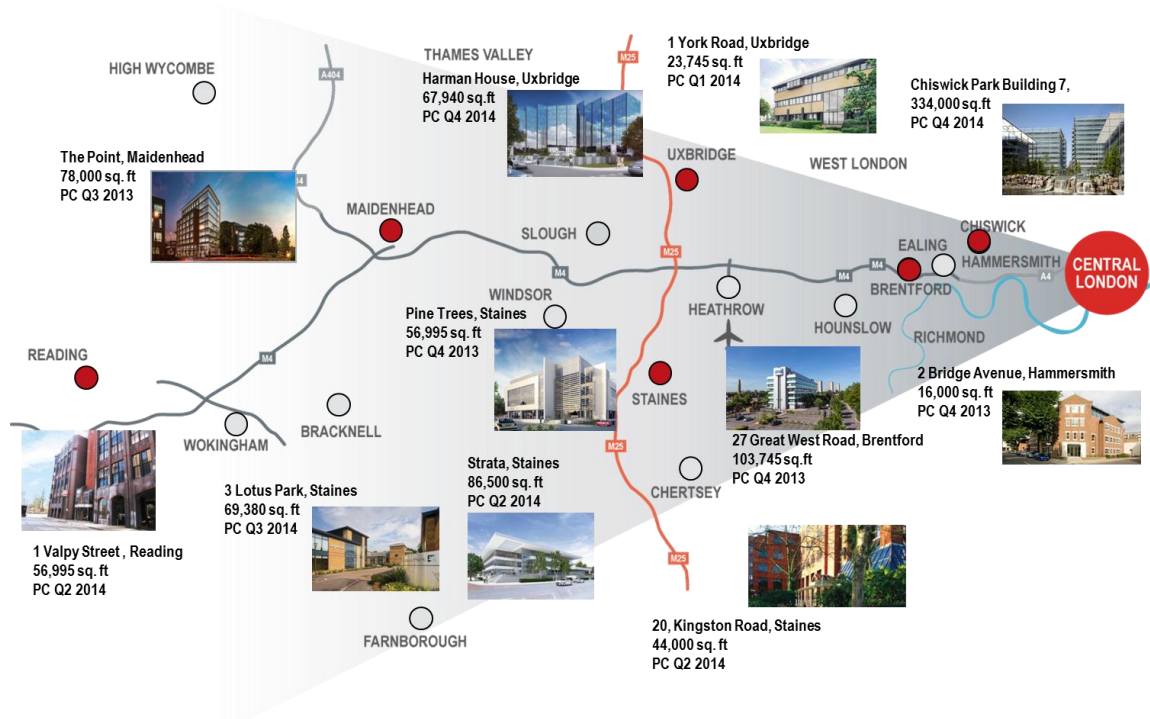 THAMES VALLEY
HIGH WYCOMBE
A404
M25
1 York Road, Uxbridge
23,745 sq. ft
PC Q1 2014
Harman House, Uxbridge
67,940 sq.ft
PC Q4 2014
Chiswick Park Building 7,
334,000 sq.ft
PC Q4 2014
The Point, Maidenhead
78,000 sq. ft
PC Q3 2013
04
UXBRIDGE
WEST LONDON
MAIDENHEAD
SLOUGH
M25
M4
CHISWICK
EALING
HAMMERSMITH
M4
M4
A4
BRENTFORD
CENTRAL
LONDON
WINDSOR
HEATHROW
HOUNSLOW
RICHMOND
Pine Trees, Staines
56,995 sq. ft
PC Q4 2013
READING
M4
STAINES
2 Bridge Avenue, Hammersmith
16,000 sq. ft
PC Q4 2013
WOKINGHAM
BRACKNELL
M25
27 Great West Road, Brentford
103,745 sq.ft
PC Q4 2013
Strata, Staines
86,500 sq. ft
PC Q2 2014
CHERTSEY
3 Lotus Park, Staines
69,380 sq. ft
PC Q3 2014
1 Valpy Street , Reading
56,995 sq. ft
PC Q2 2014
M25
FARNBOROUGH
20, Kingston Road, Staines
44,000 sq. ft
PC Q2 2014